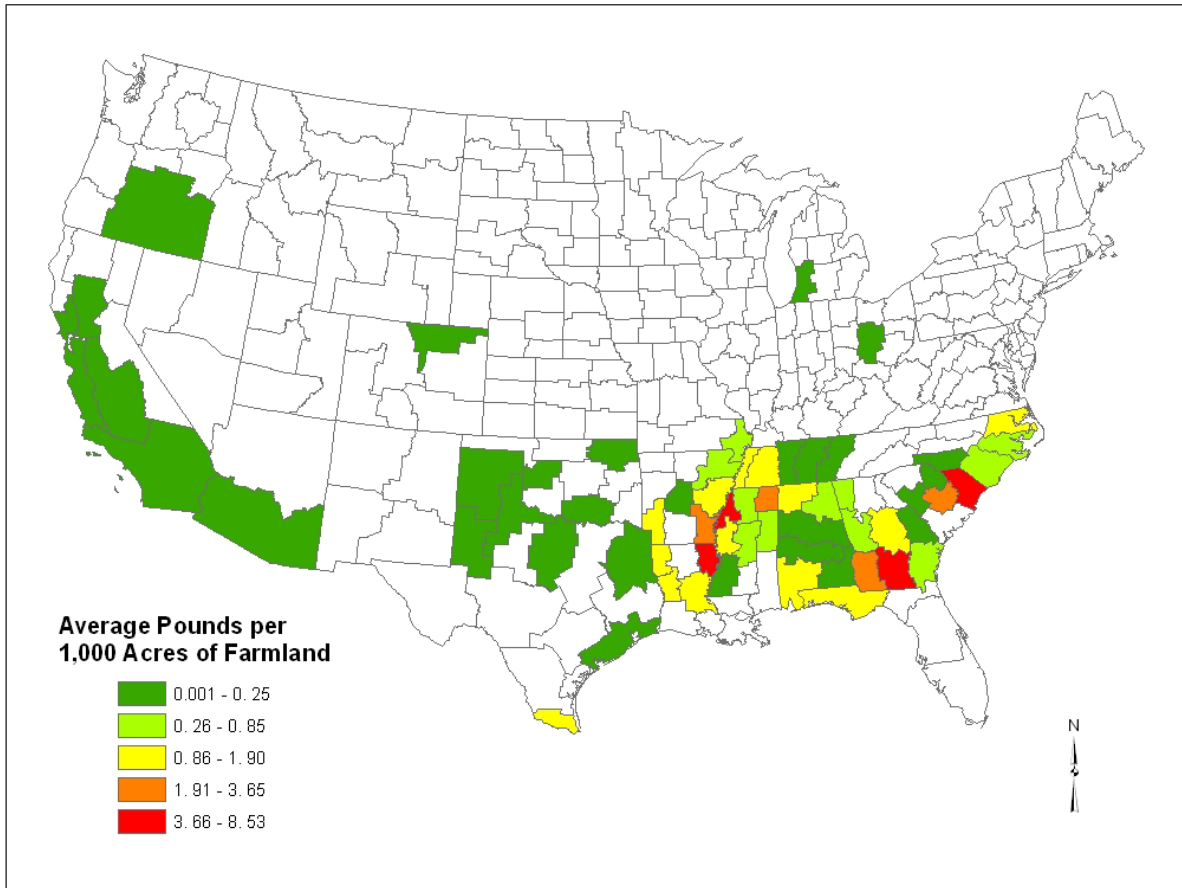 Average Pounds per
1,000 Acres of Farmland
0.001 - 0.25
0.26 - 0.85
0.86 - 1.90
1.91 - 3.65
3.66 - 8.53
N